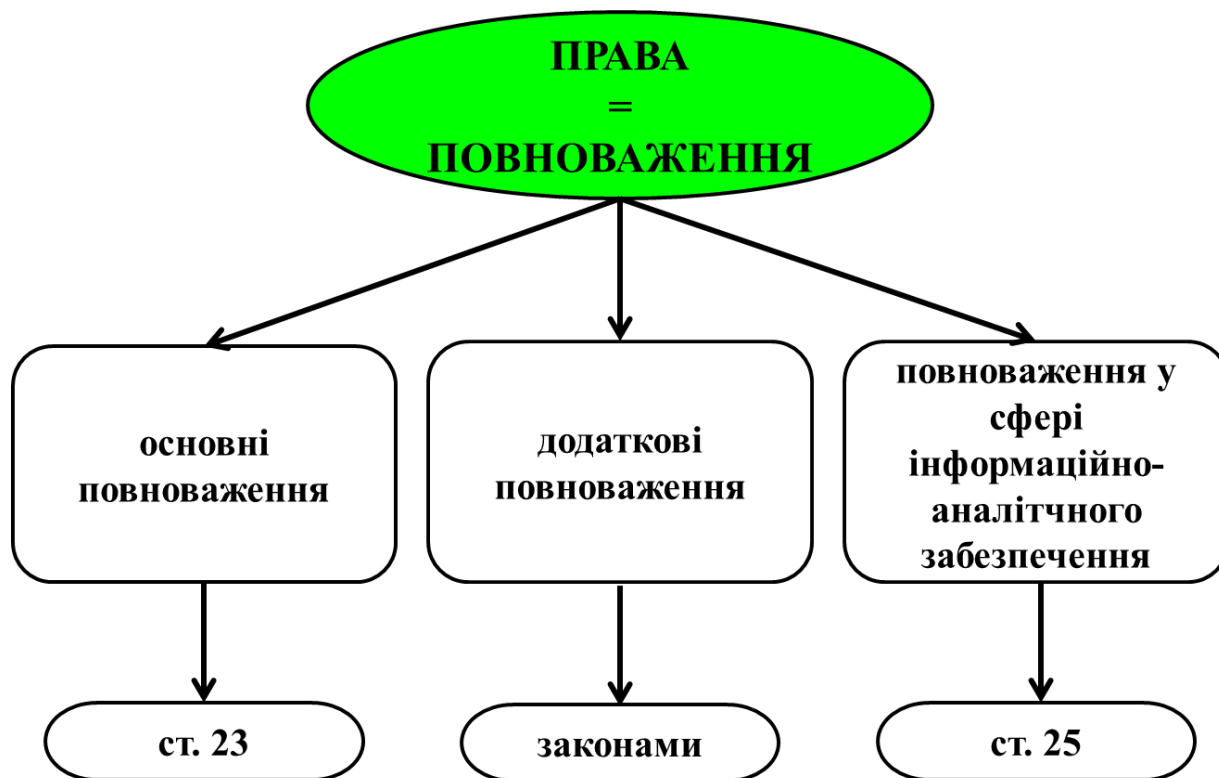 ПРАВА
=
ПОВНОВАЖЕННЯ
основні
повноваження
додаткові
повноваження
повноваження у
сфері
інформаційно-
аналітчного
забезпечення
ст. 23
законами
ст. 25